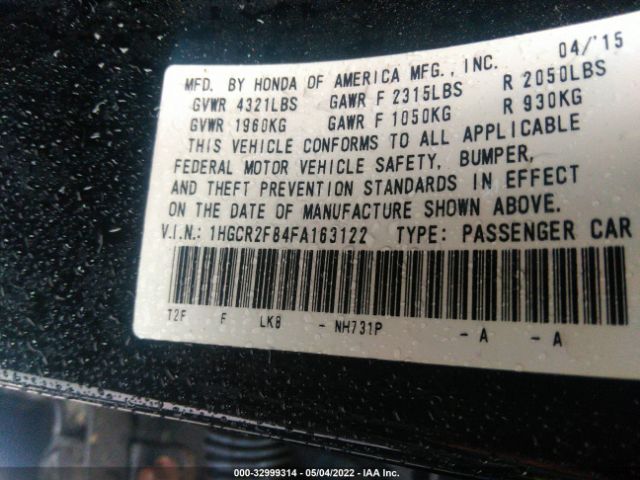 MFD. BY HONDA OF AMERICA MFG., INC. 04/'15
GVWR 4321LBS GAWR F 2315LBS R 2050LBS
GVWR 1960KG GAWR F 1050KG R 930KG
THIS VEHICLE CONFORMS TO ALL APPLICABLE
FEDERAL MOTOR VEHICLE SAFETY, BUMPER,
AND THEFT PREVENTION STANDARDS IN EFFECT
ON THE DATE OF MANUFACTURE SHOWN ABOVE.
V.I.N.: 1HGCR2F84FA163122 TYPE: PASSENGER CAR
T2F F LK8 - NH731P - A - A
000-32999314 - 05/04/2022 - IAA Inc.